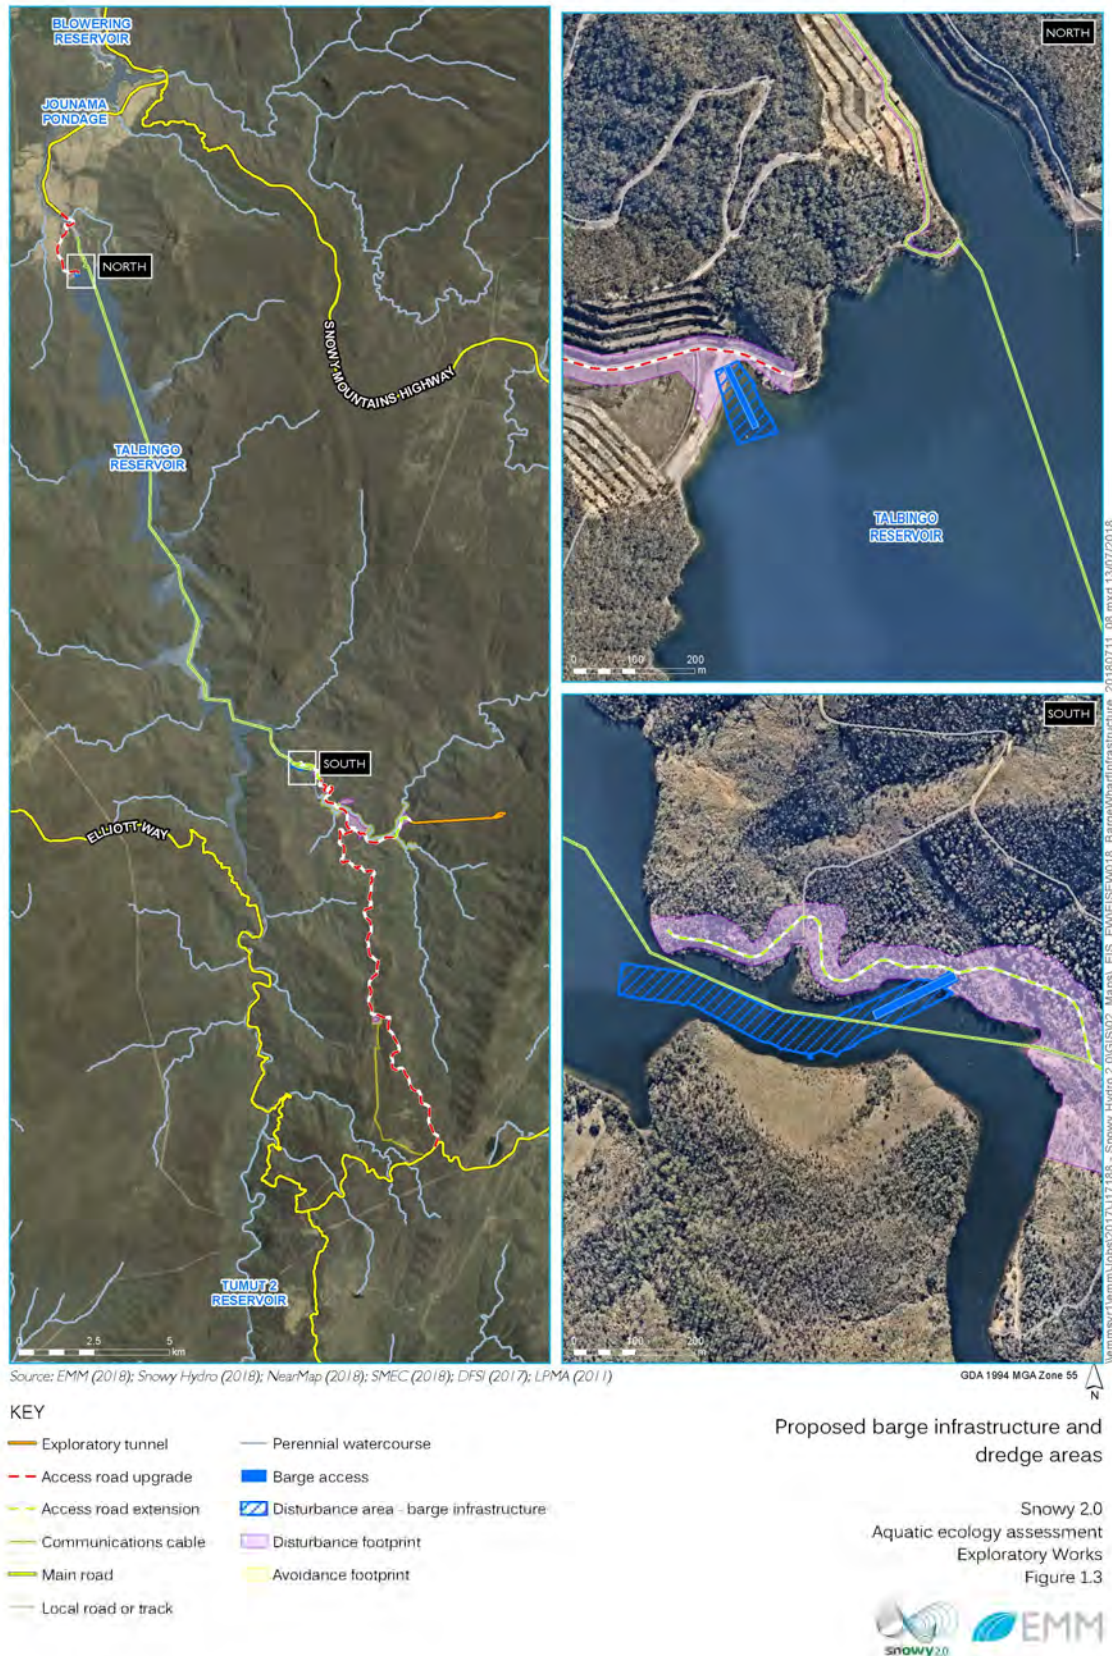 BLOWERING
RESERVOIR
JOUNAMA
PONDAGE
NORTH
SNOWY MOUNTAINS HIGHWAY
TALBINGO
RESERVOIR
SOUTH
ELLIOTT WAY
TUMUT 2
RESERVOIR
0 2.5 5
km
NORTH
TALBINGO
RESERVOIR
0 100 200
m
SOUTH
0 100 200
m
Source: EMM (2018); Snowy Hydro (2018); NearMap (2018); SMEC (2018); DFSI (2017); LPMA (2011)
GDA 1994 MGA Zone 55
N
KEY
Exploratory tunnel
Access road upgrade
Access road extension
Communications cable
Main road
Local road or track
Perennial watercourse
Barge access
Disturbance area - barge infrastructure
Disturbance footprint
Avoidance footprint
Proposed barge infrastructure and
dredge areas
Snowy 2.0
Aquatic ecology assessment
Exploratory Works
Figure 1.3
snowy 2.0
EMM